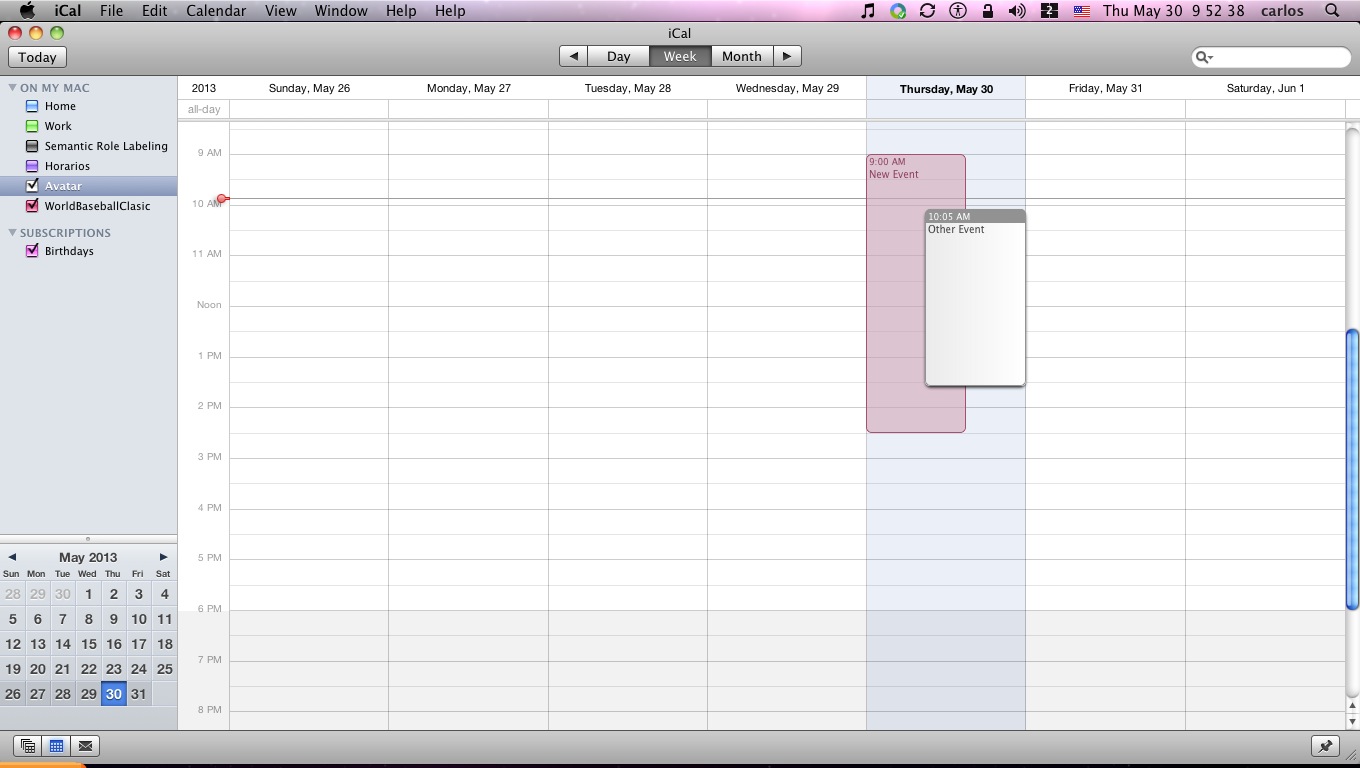 iCal File Edit Calendar View Window Help Help 2 Thu May 30 9 52 38 carlos
iCal
Today Day Week Month
ON MY MAC
Home
Work
Semantic Role Labeling
Horarios
Avatar
WorldBaseballClasic
SUBSCRIPTIONS
Birthdays
2013 Sunday, May 26 Monday, May 27 Tuesday, May 28 Wednesday, May 29 Thursday, May 30 Friday, May 31 Saturday, Jun 1
all-day
9 AM
10 AM
11 AM
Noon
1 PM
2 PM
3 PM
4 PM
5 PM
6 PM
7 PM
8 PM
9:00 AM
New Event
10:05 AM
Other Event
May 2013
Sun Mon Tue Wed Thu Fri Sat
28 29 30 1 2 3 4
5 6 7 8 9 10 11
12 13 14 15 16 17 18
19 20 21 22 23 24 25
26 27 28 29 30 31